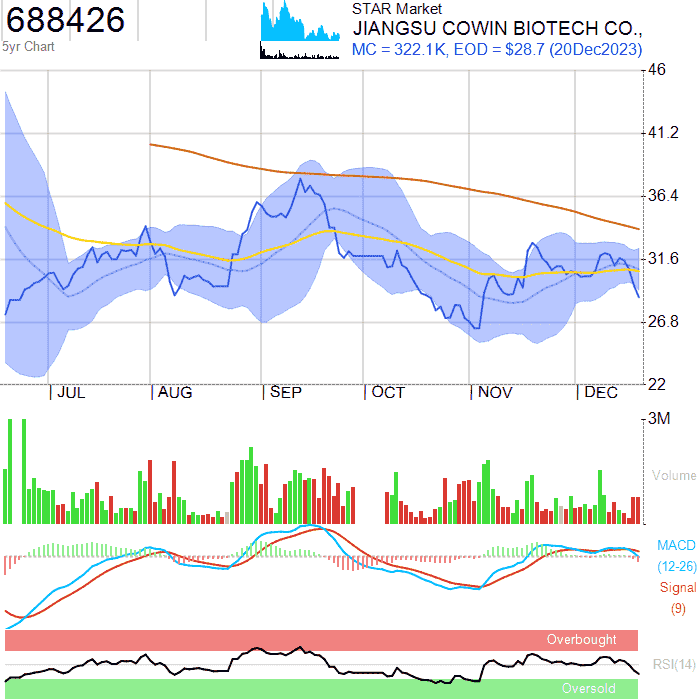 688426
STAR Market
JIANGSU COWIN BIOTECH CO.,
5yr Chart
MC = 322.1K, EOD = $28.7 (20Dec2023)
46
41.2
36.4
31.6
26.8
22
JUL AUG SEP OCT NOV DEC
3M
Volume
MACD
(12-26)
Signal
(9)
Overbought
RSI(14)
Oversold